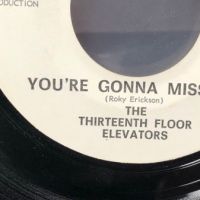 ODUCTION
YOU'RE GONNA MISS
(Roky Erickson)
THE
THIRTEENTH FLOOR
ELEVATORS